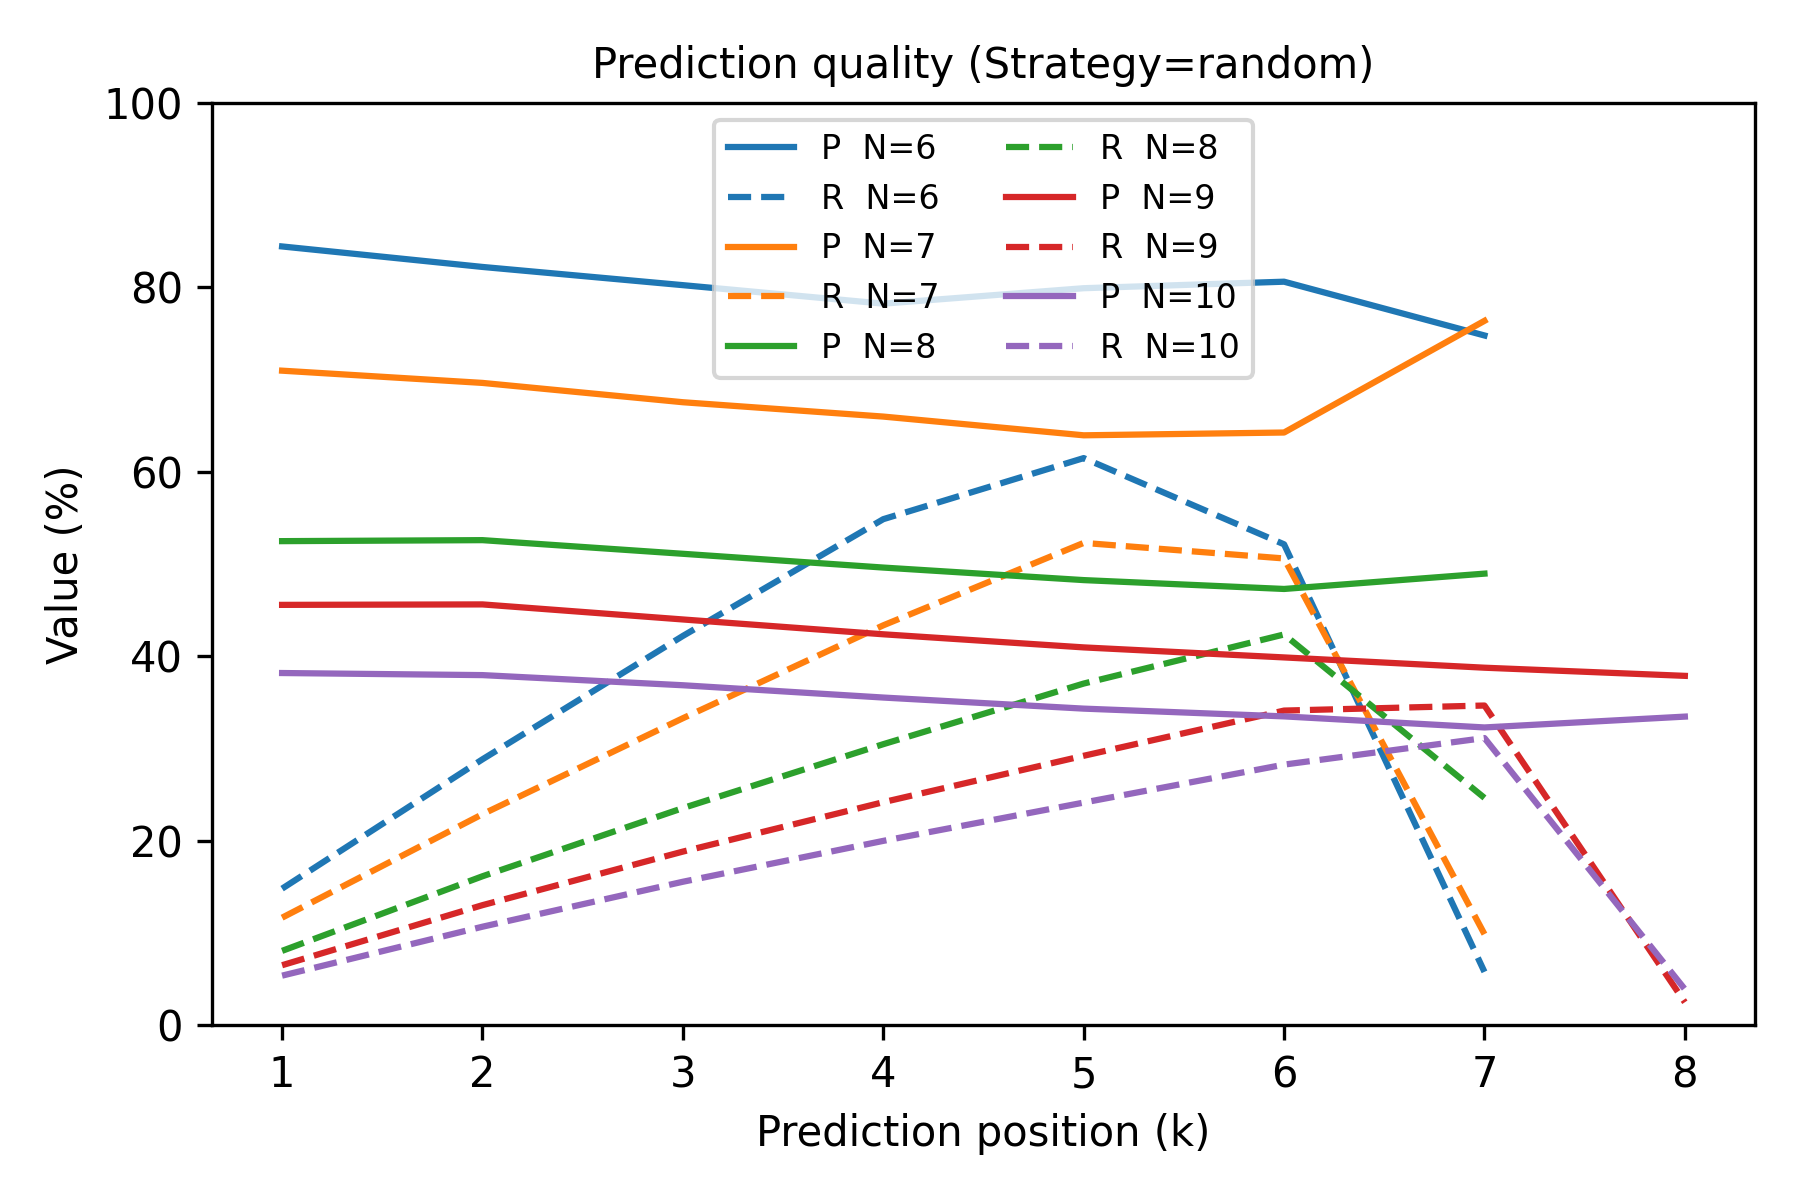 Prediction quality (Strategy=random)
100
80
60
40
20
0
Value (%)
P N=6
R N=6
P N=7
R N=7
P N=8
R N=8
P N=9
R N=9
P N=10
R N=10
1 2 3 4 5 6 7 8
Prediction position (k)